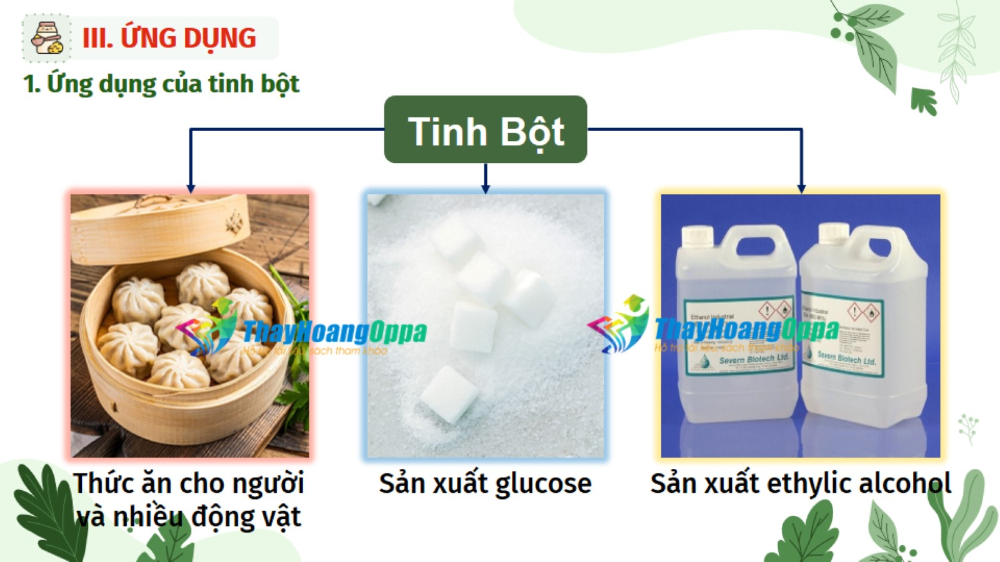 III. ỨNG DỤNG
1. Ứng dụng của tinh bột
Tinh Bột
ThayHoangOppa
Hỗ trợ tài liệu, sách tham khảo
ThayHoangOppa
Hỗ trợ tài liệu, sách tham khảo
Ethanol Industrial
Severn Biotech Ltd.
Ethanol Industrial
Severn Biotech Ltd.
Thức ăn cho người
và nhiều động vật
Sản xuất glucose
Sản xuất ethylic alcohol